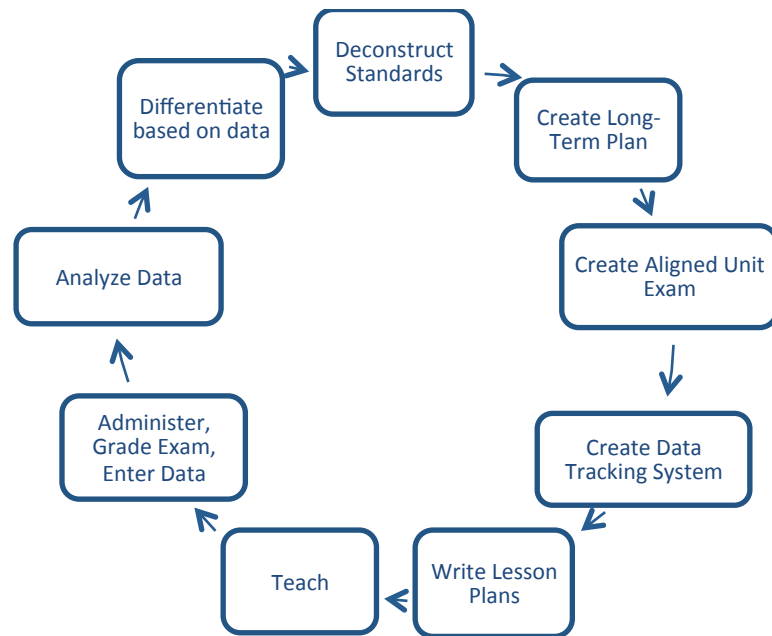 Deconstruct
Standards
Create Long-
Term Plan
Create Aligned Unit
Exam
Create Data
Tracking System
Write Lesson
Plans
Teach
Administer,
Grade Exam,
Enter Data
Analyze Data
Differentiate
based on data